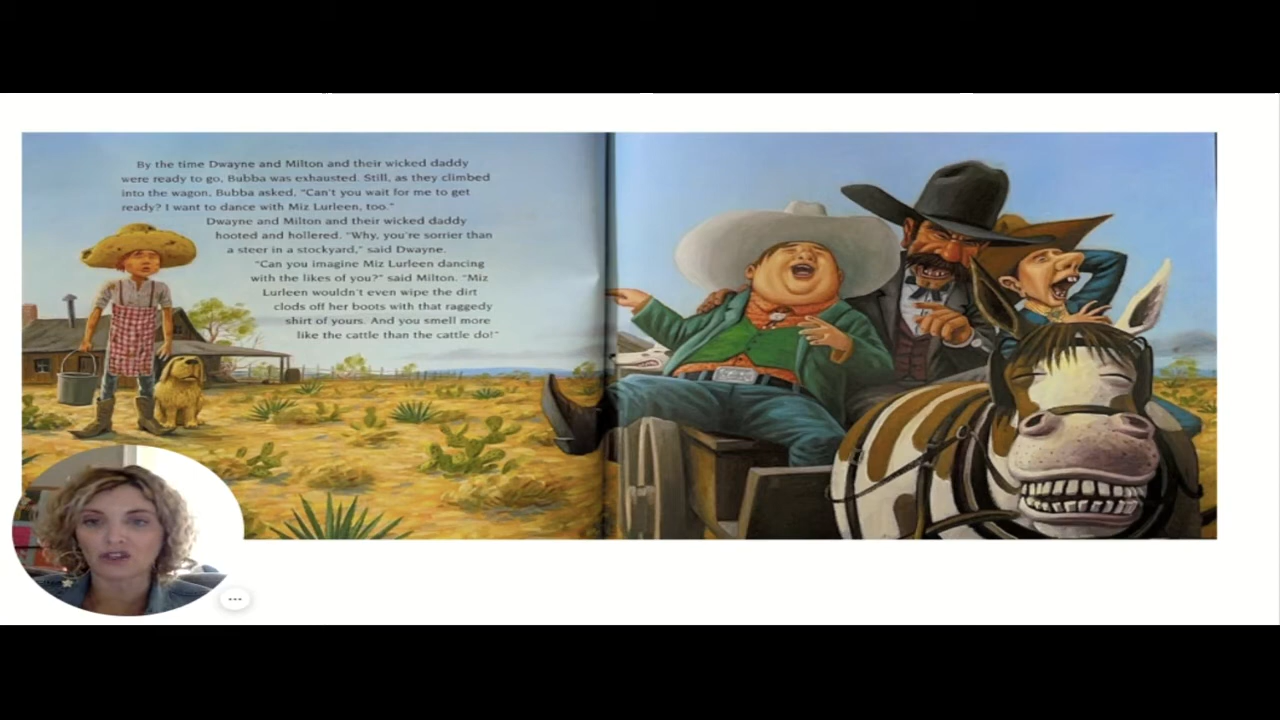 By the time Dwayne and Milton and their wicked daddy
were ready to go, Bubba was exhausted. Still, as they climbed
into the wagon, Bubba asked, "Can't you wait for me to get
ready? I want to dance with Miz Lurleen, too."
Dwayne and Milton and their wicked daddy
hooted and hollered. "Why, you're sorrier than
a steer in a stockyard," said Dwayne.
"Can you imagine Miz Lurleen dancing
with the likes of you?" said Milton. "Miz
Lurleen wouldn't even wipe the dirt
clods off her boots with that raggedy
shirt of yours. And you smell more
like the cattle than the cattle do!"